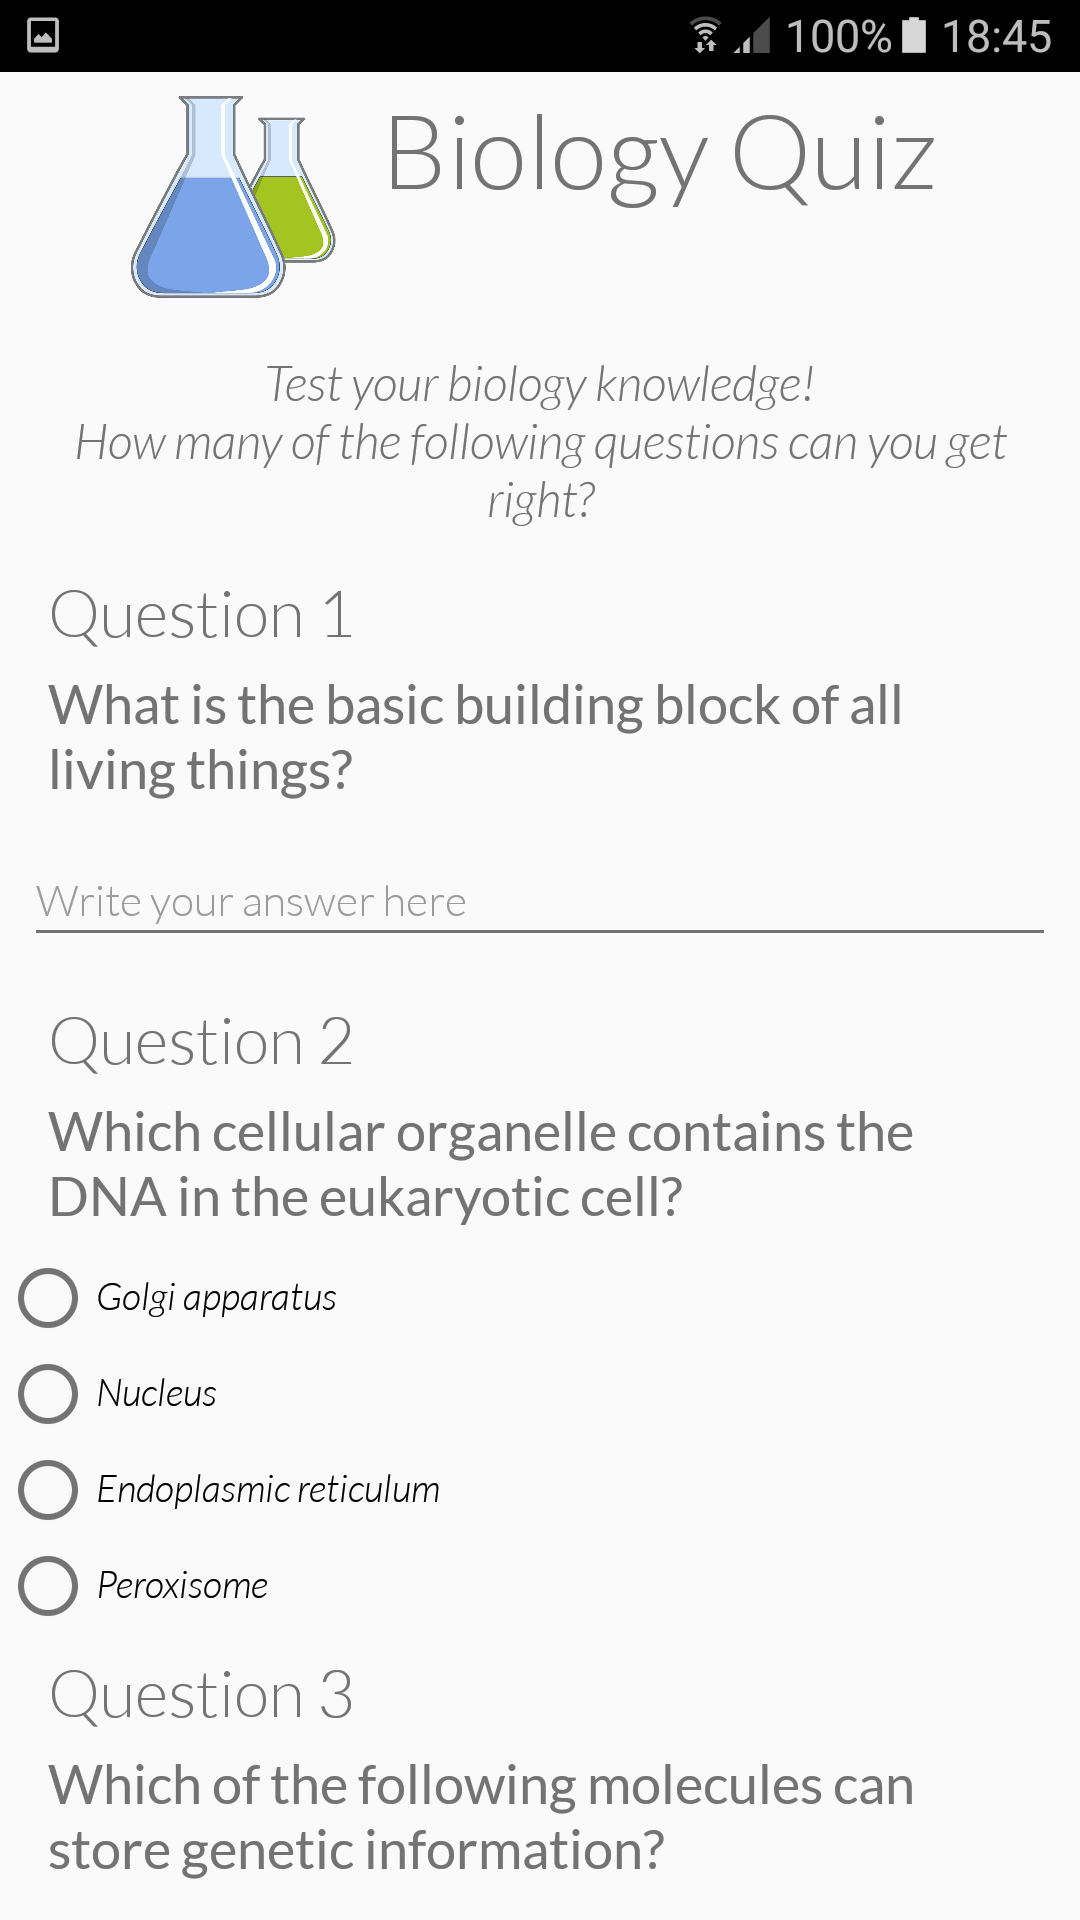 100% 18:45
Biology Quiz
Test your biology knowledge!
How many of the following questions can you get
right?
Question 1
What is the basic building block of all
living things?
Write your answer here
Question 2
Which cellular organelle contains the
DNA in the eukaryotic cell?
Golgi apparatus
Nucleus
Endoplasmic reticulum
Peroxisome
Question 3
Which of the following molecules can
store genetic information?